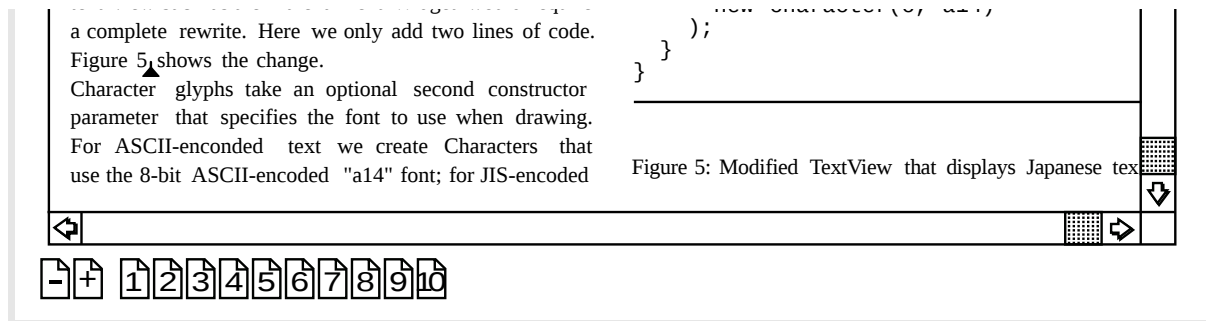 a complete rewrite. Here we only add two lines of code.
Figure 5 shows the change.
Character glyphs take an optional second constructor
parameter that specifies the font to use when drawing.
For ASCII-enconded text we create Characters that
use the 8-bit ASCII-encoded "a14" font; for JIS-encoded
new Character(c, a14)
);
}
}
Figure 5: Modified TextView that displays Japanese tex
- + 1 2 3 4 5 6 7 8 9 10